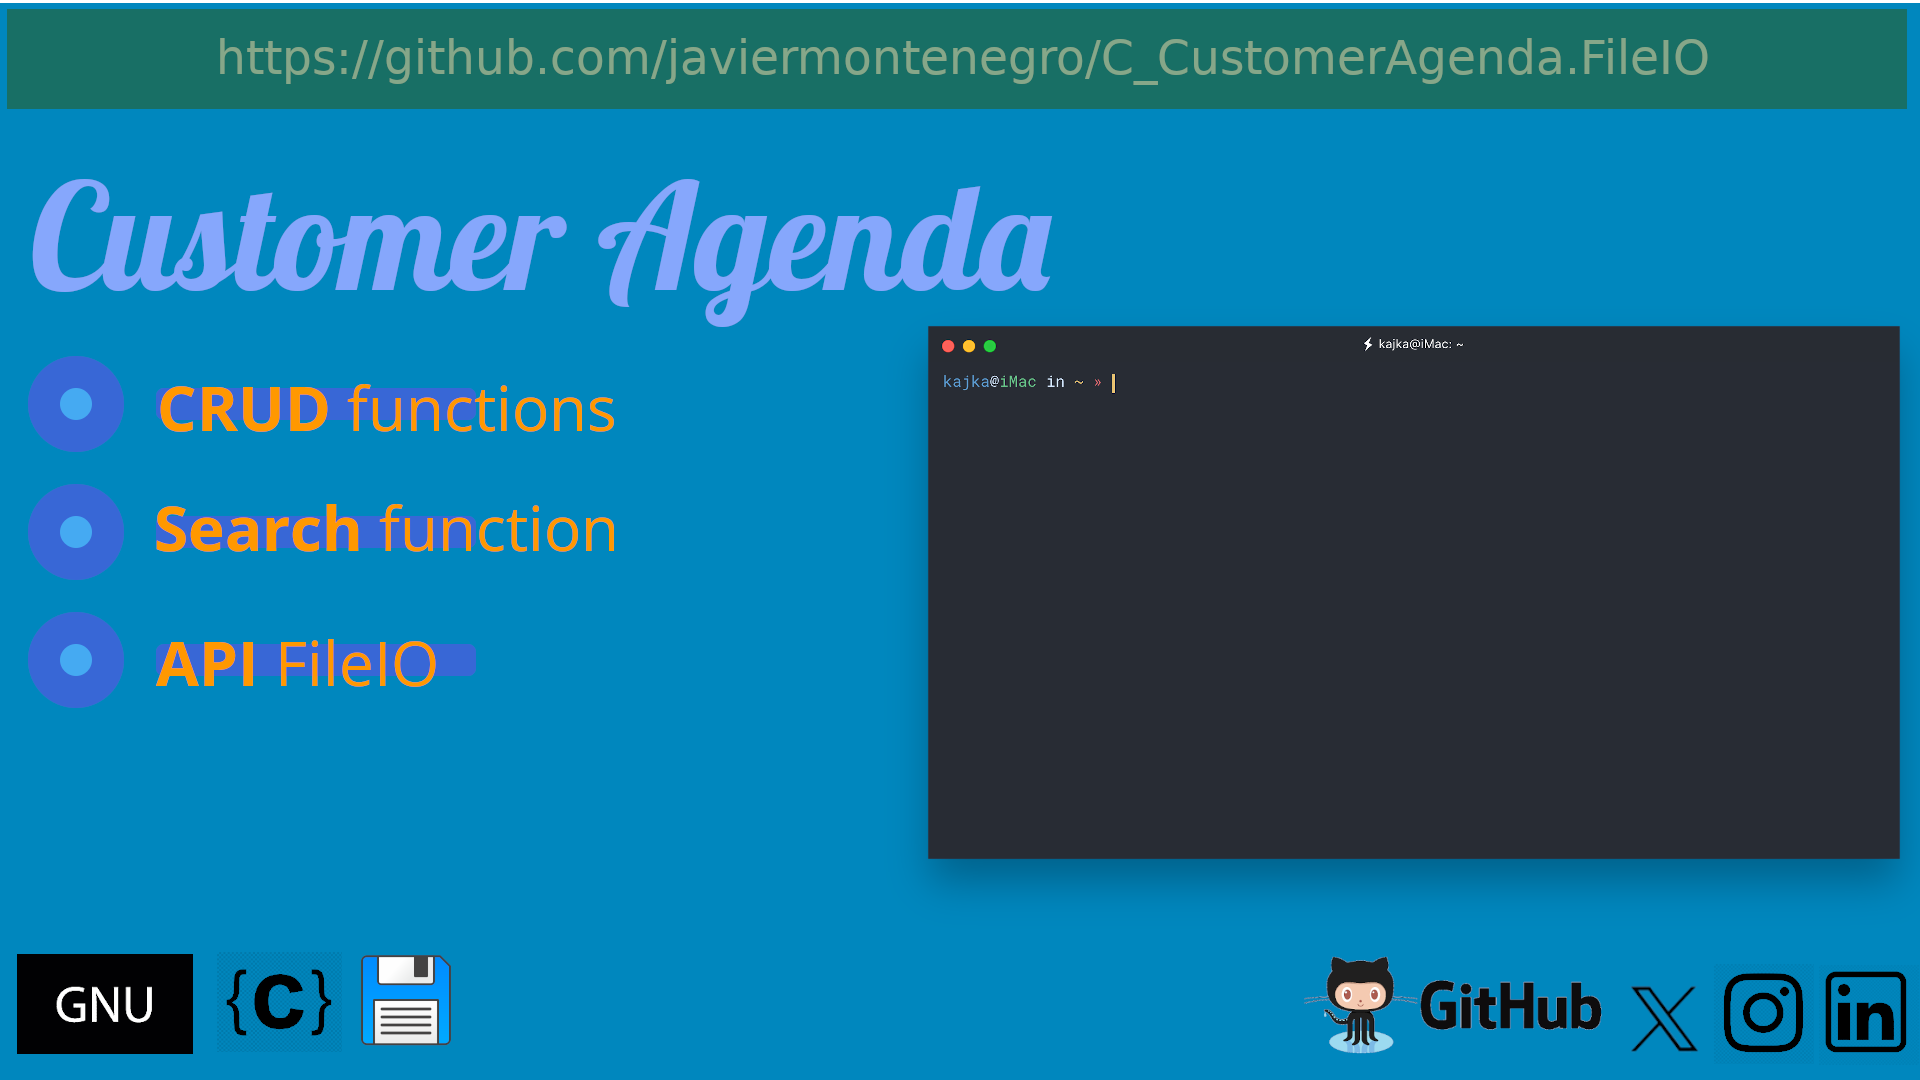 https://github.com/javiermontenegro/C_CustomerAgenda.FileIO
Customer Agenda
CRUD functions
Search function
API FileIO
kajka@iMac: ~
kajka@iMac in ~ »
GNU
{C}
GitHub
X
in